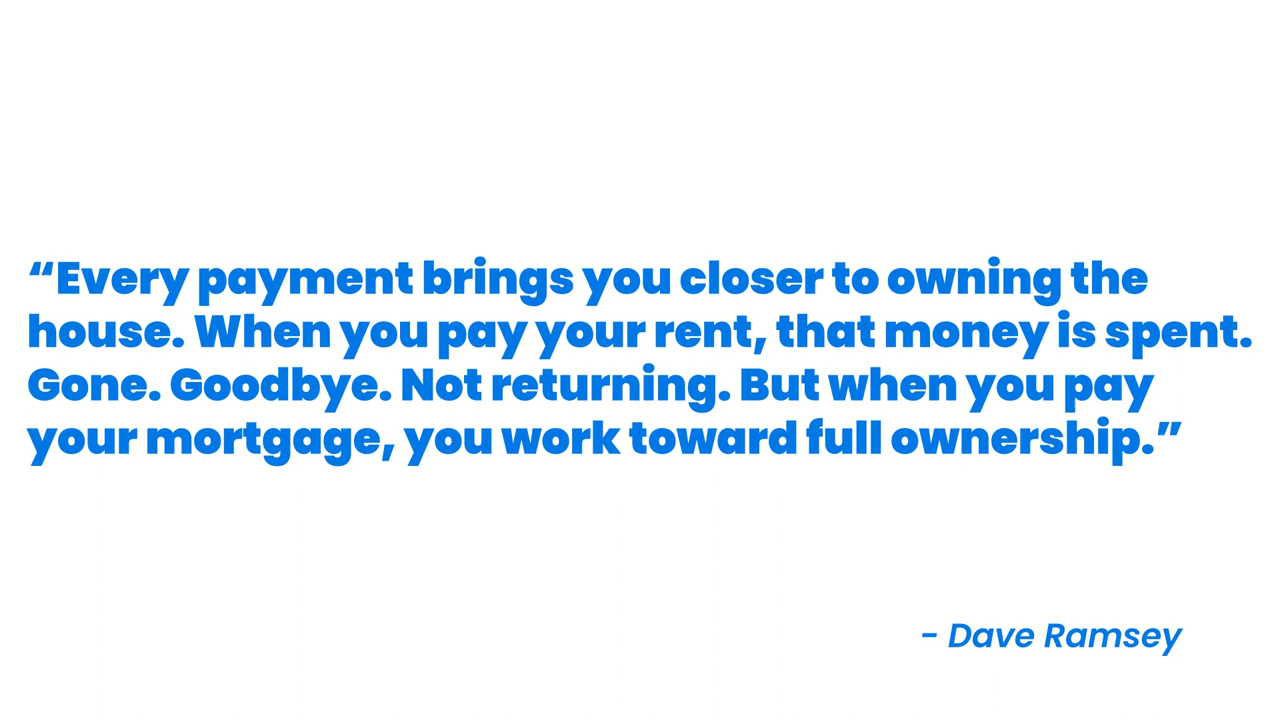 “Every payment brings you closer to owning the
house. When you pay your rent, that money is spent.
Gone. Goodbye. Not returning. But when you pay
your mortgage, you work toward full ownership.”
- Dave Ramsey